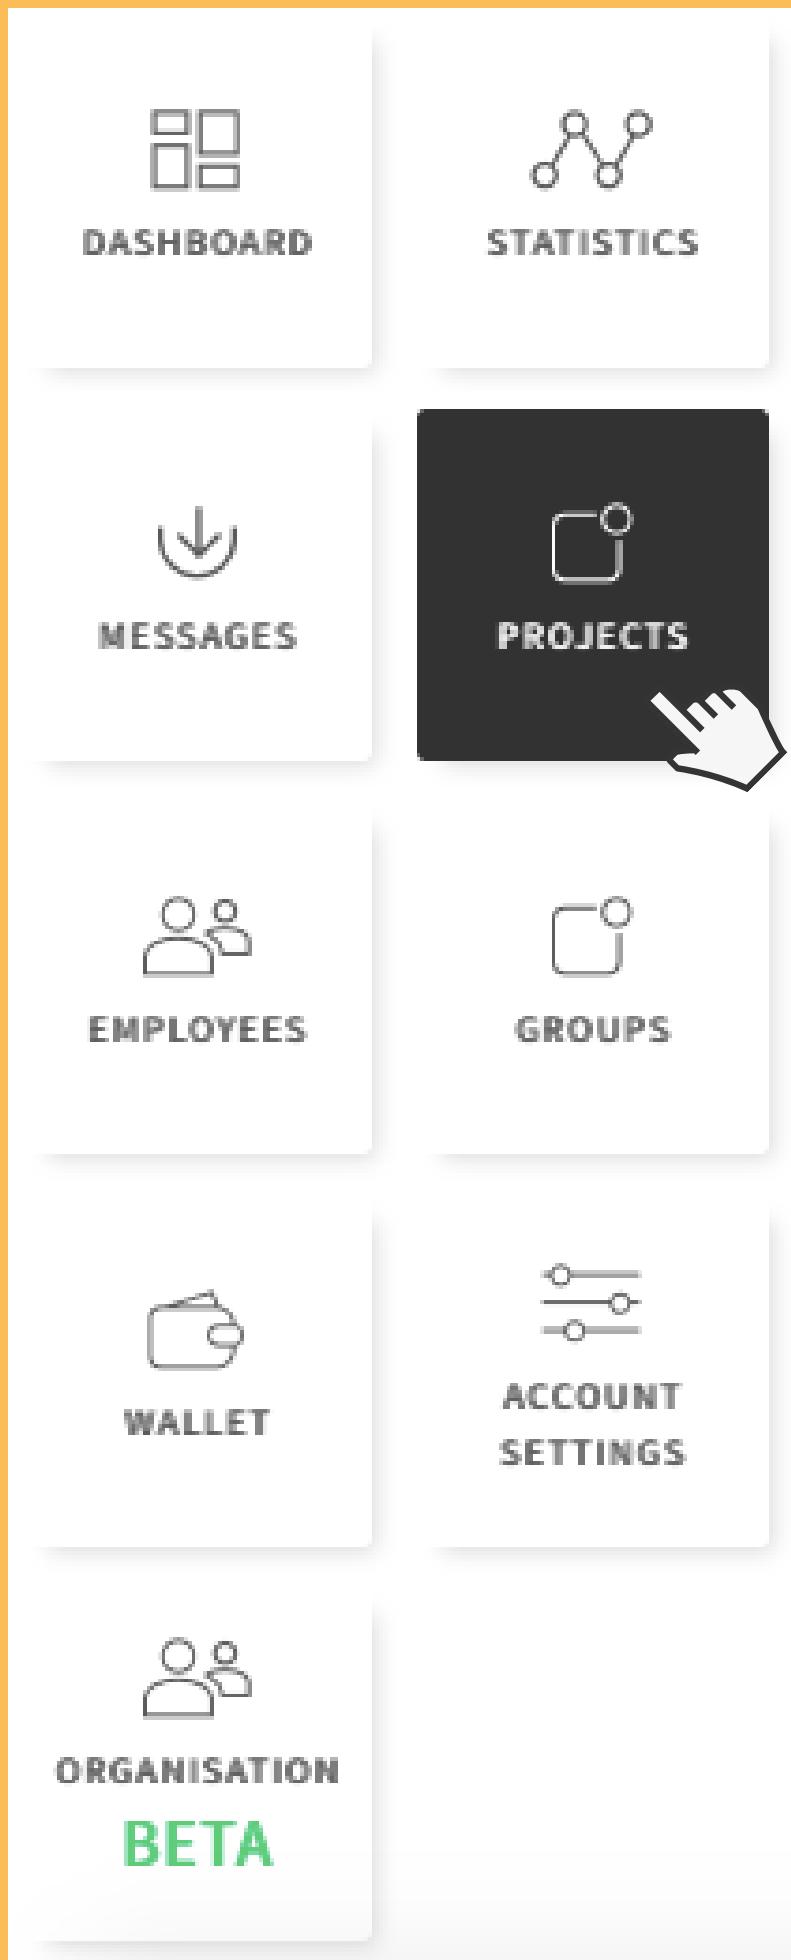 DASHBOARD
STATISTICS
MESSAGES
PROJECTS
EMPLOYEES
GROUPS
WALLET
ACCOUNT
SETTINGS
ORGANISATION
BETA